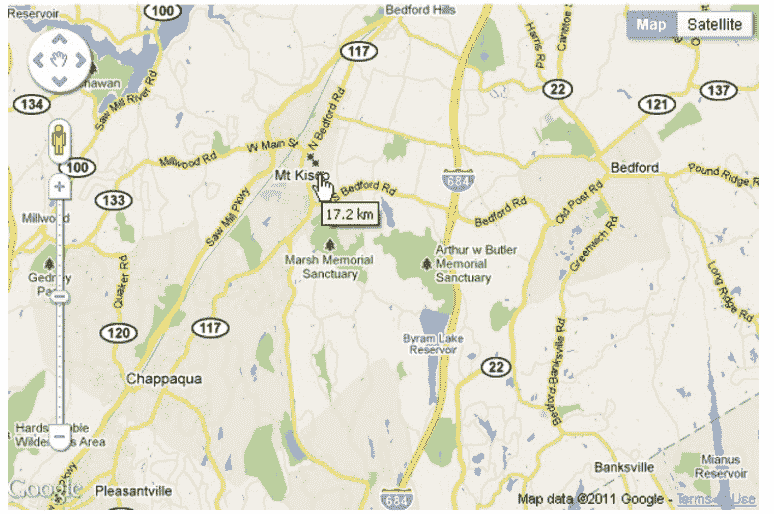 Reservoir
100
Bedford Hills
Map
Satellite
117
Harris Rd
22
137
121
134
Saw Mill River Rd
N Bedford Rd
W Main St
Millwood Rd
100
Mt Kisco
Bedford
Pound Ridge R
684
S Bedford Rd
17.2 km
133
Millwood
Saw Mill Pkwy
Bedford Rd
Old Post Rd
Greenwich Rd
Marsh Memorial
Sanctuary
Arthur w Butler
Memorial
Sanctuary
Quaker Rd
Long Ridge Rd
120
117
Byram Lake
Reservoir
22
Bedford-Banksville Rd
Chappaqua
Wilderness Area
Banksville
Mianus
Reservoir
Google
Pleasantville
684
Map data ©2011 Google - Terms of Use